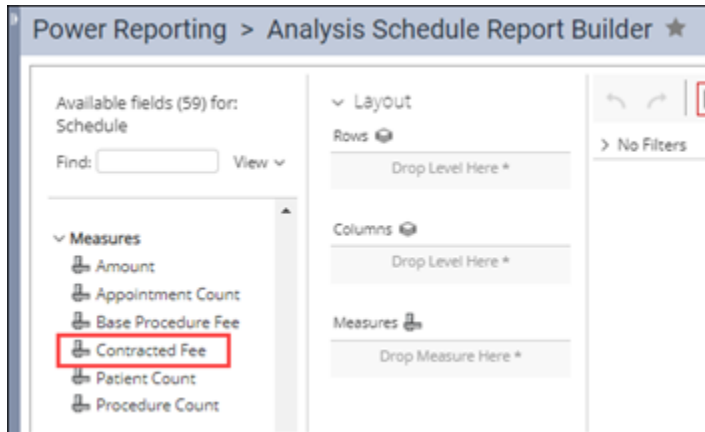 Power Reporting > Analysis Schedule Report Builder
Available fields (59) for:
Schedule
Find:
View
Measures
Amount
Appointment Count
Base Procedure Fee
Contracted Fee
Patient Count
Procedure Count
Layout
Rows
Drop Level Here *
Columns
Drop Level Here *
Measures
Drop Measure Here *
No Filters